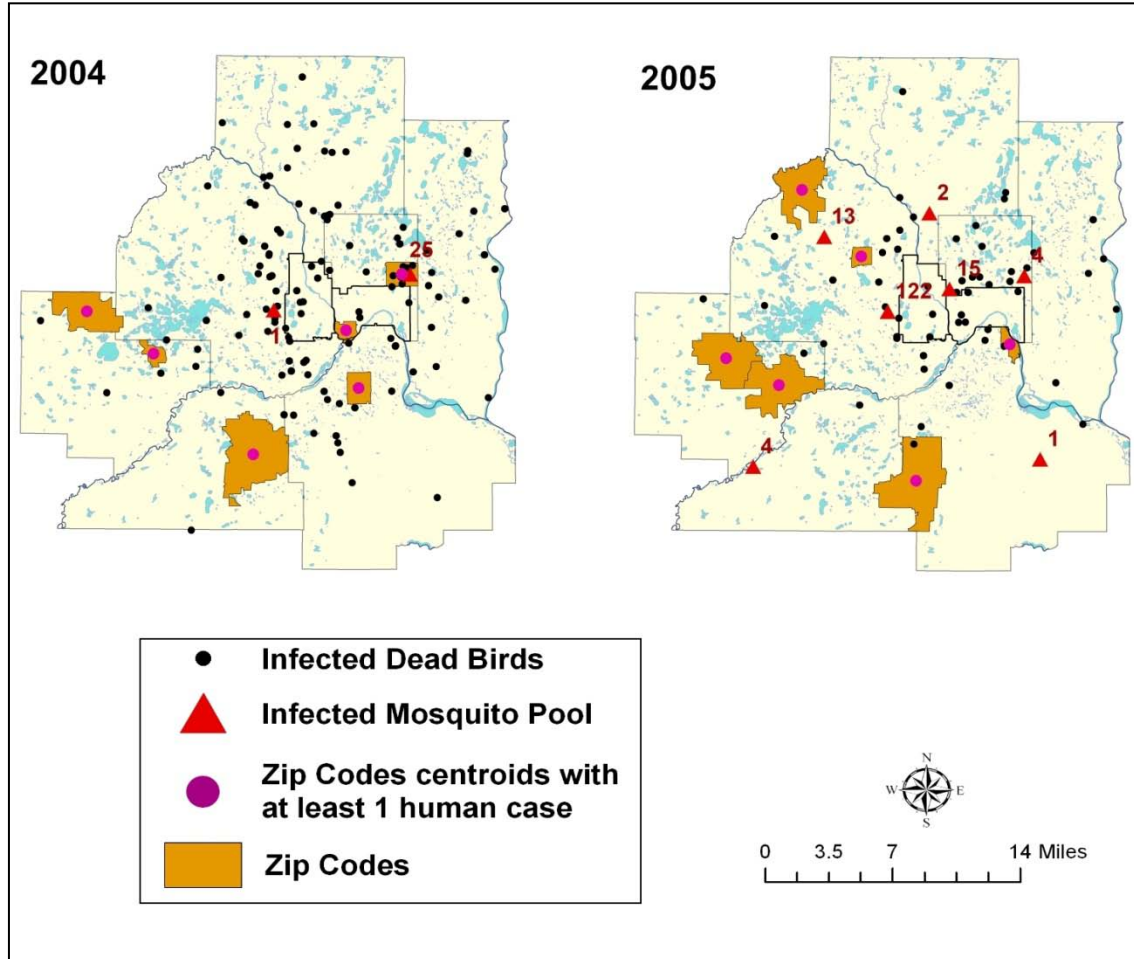 2004
25
1
2005
2
13
4
15
122
4
1
Infected Dead Birds
Infected Mosquito Pool
Zip Codes centroids with
at least 1 human case
Zip Codes
N
W E
S
0 3.5 7 14 Miles